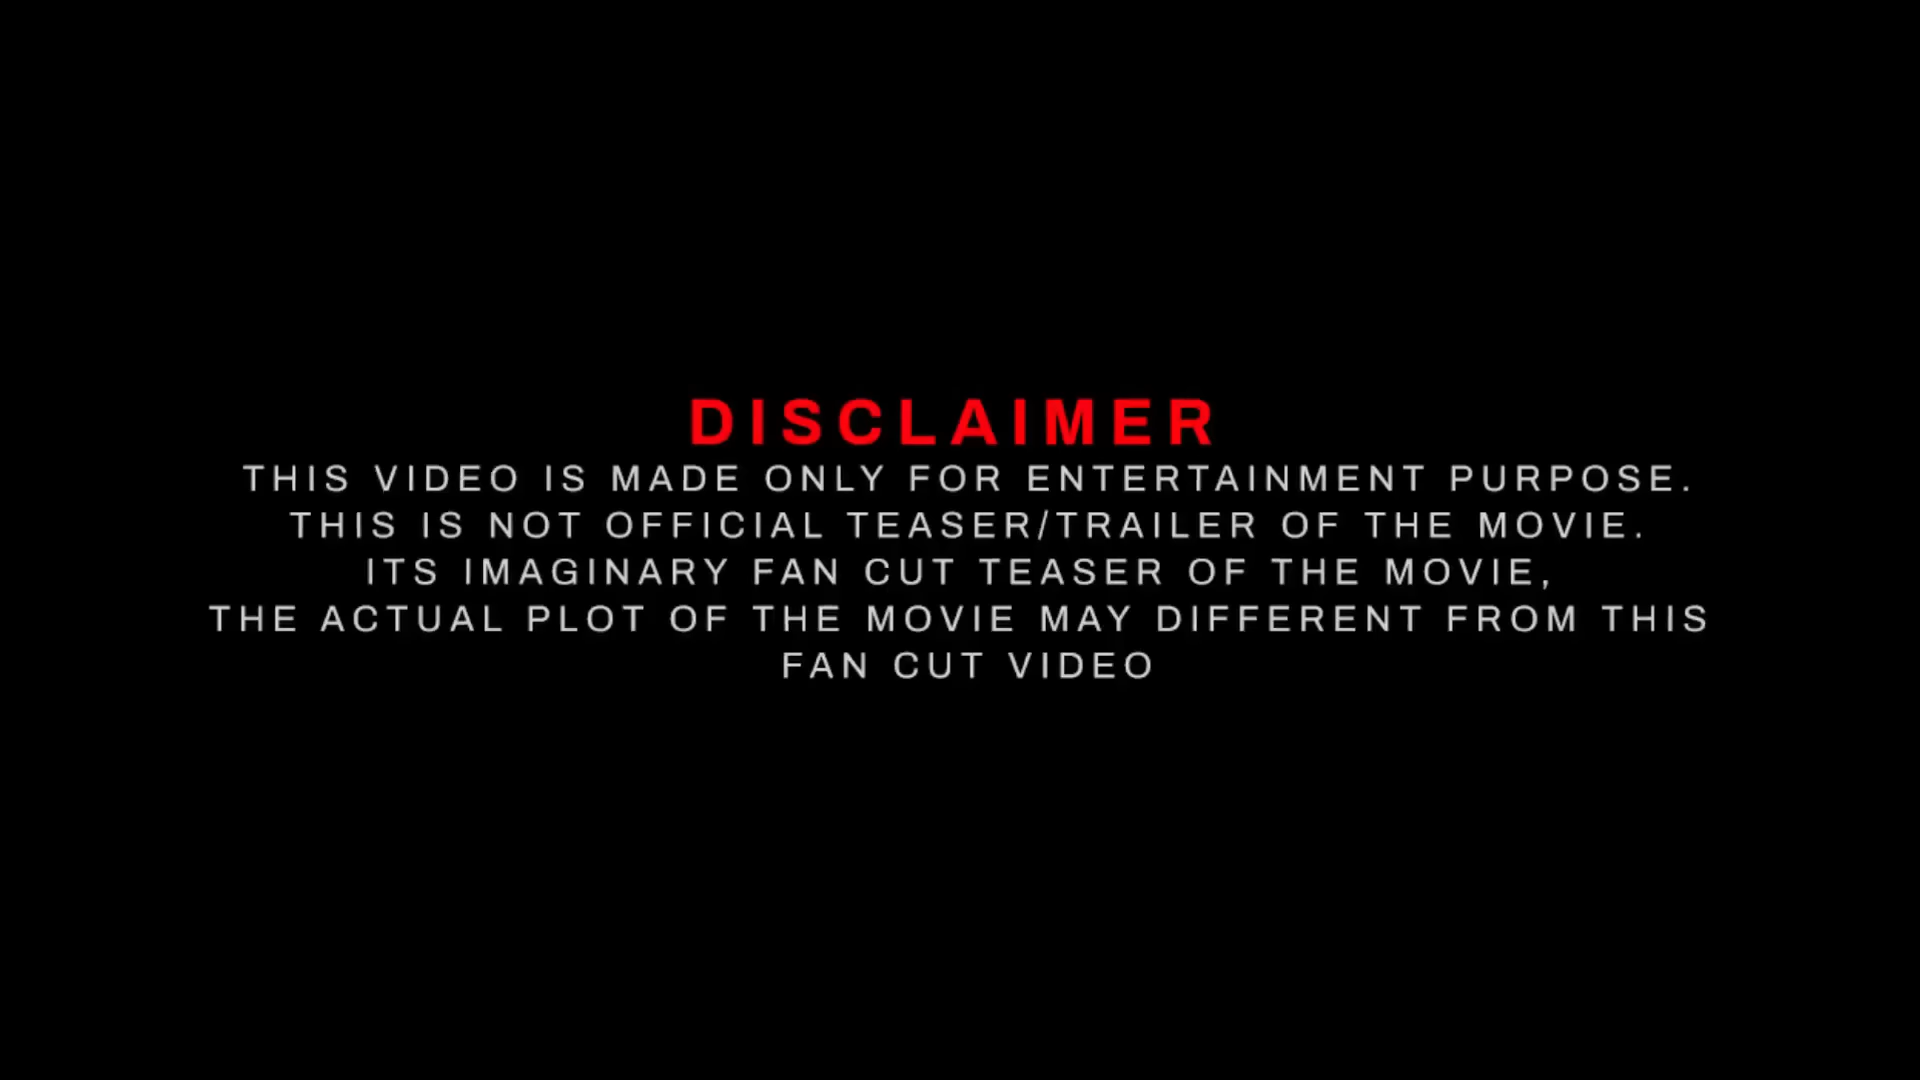 DISCLAIMER
THIS VIDEO IS MADE ONLY FOR ENTERTAINMENT PURPOSE.
THIS IS NOT OFFICIAL TEASER/TRAILER OF THE MOVIE.
ITS IMAGINARY FAN CUT TEASER OF THE MOVIE,
THE ACTUAL PLOT OF THE MOVIE MAY DIFFERENT FROM THIS
FAN CUT VIDEO